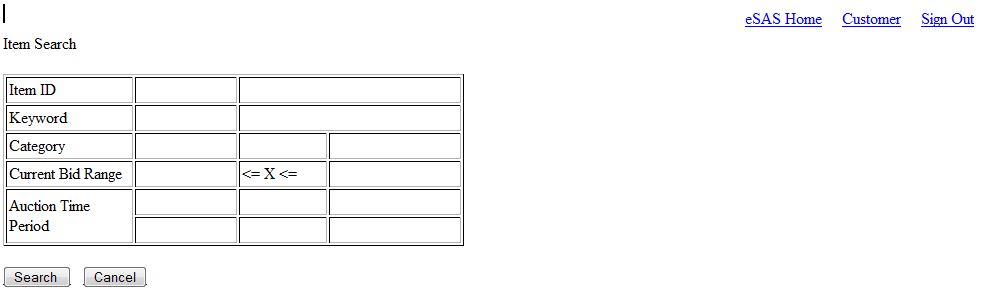 eSAS Home Customer Sign Out
Item Search
Item ID
Keyword
Category
Current Bid Range <= X <=
Auction Time
Period
Search Cancel